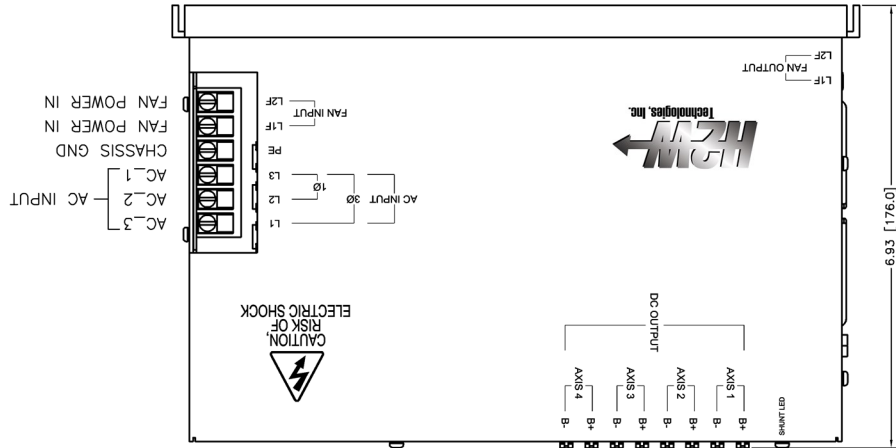 L2F
FAN OUTPUT
L1F
FAN POWER IN
FAN POWER IN
CHASSIS GND
AC_1
AC_2
AC_3
AC INPUT
L2F
L1F
FAN INPUT
PE
L3
L2
L1
1Ø
3Ø
AC INPUT
H2W
Technologies, Inc.
CAUTION,
RISK OF
ELECTRIC SHOCK
DC OUTPUT
AXIS 4
AXIS 3
AXIS 2
AXIS 1
B-
B+
B-
B+
B-
B+
B-
B+
SHUNT LED
6.93 [176.0]